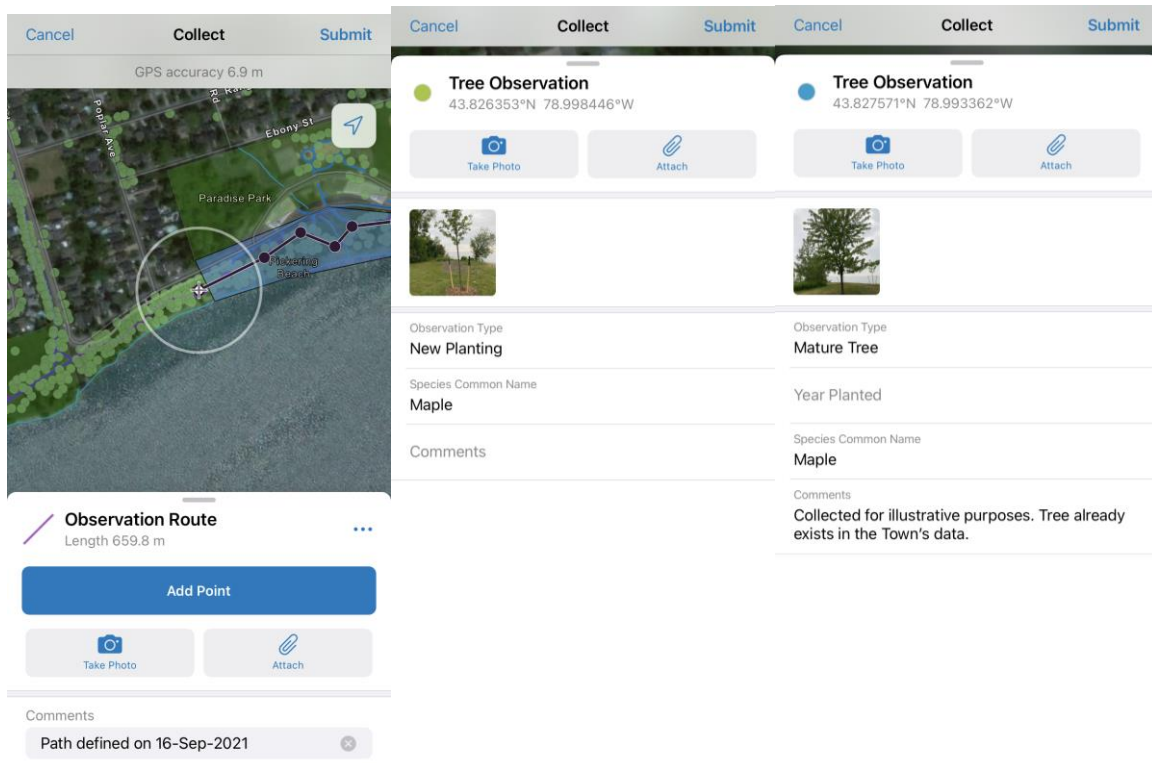 Cancel
Collect
Submit
GPS accuracy 6.9 m
Poplar Ave
Rd
Ebony St
Paradise Park
Pickering
Beach
Observation Route
Length 659.8 m
Add Point
Take Photo
Attach
Comments
Path defined on 16-Sep-2021
Cancel
Collect
Submit
Tree Observation
43.826353°N 78.998446°W
Take Photo
Attach
Observation Type
New Planting
Species Common Name
Maple
Comments
Cancel
Collect
Submit
Tree Observation
43.827571°N 78.993362°W
Take Photo
Attach
Observation Type
Mature Tree
Year Planted
Species Common Name
Maple
Comments
Collected for illustrative purposes. Tree already
exists in the Town's data.